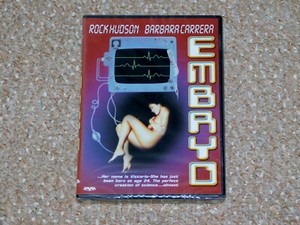 ROCK HUDSON BARBARA CARRERA
EMBRYO
...Her name is Victoria-She has just
been born at age 24. The perfect
creation of science....almost.